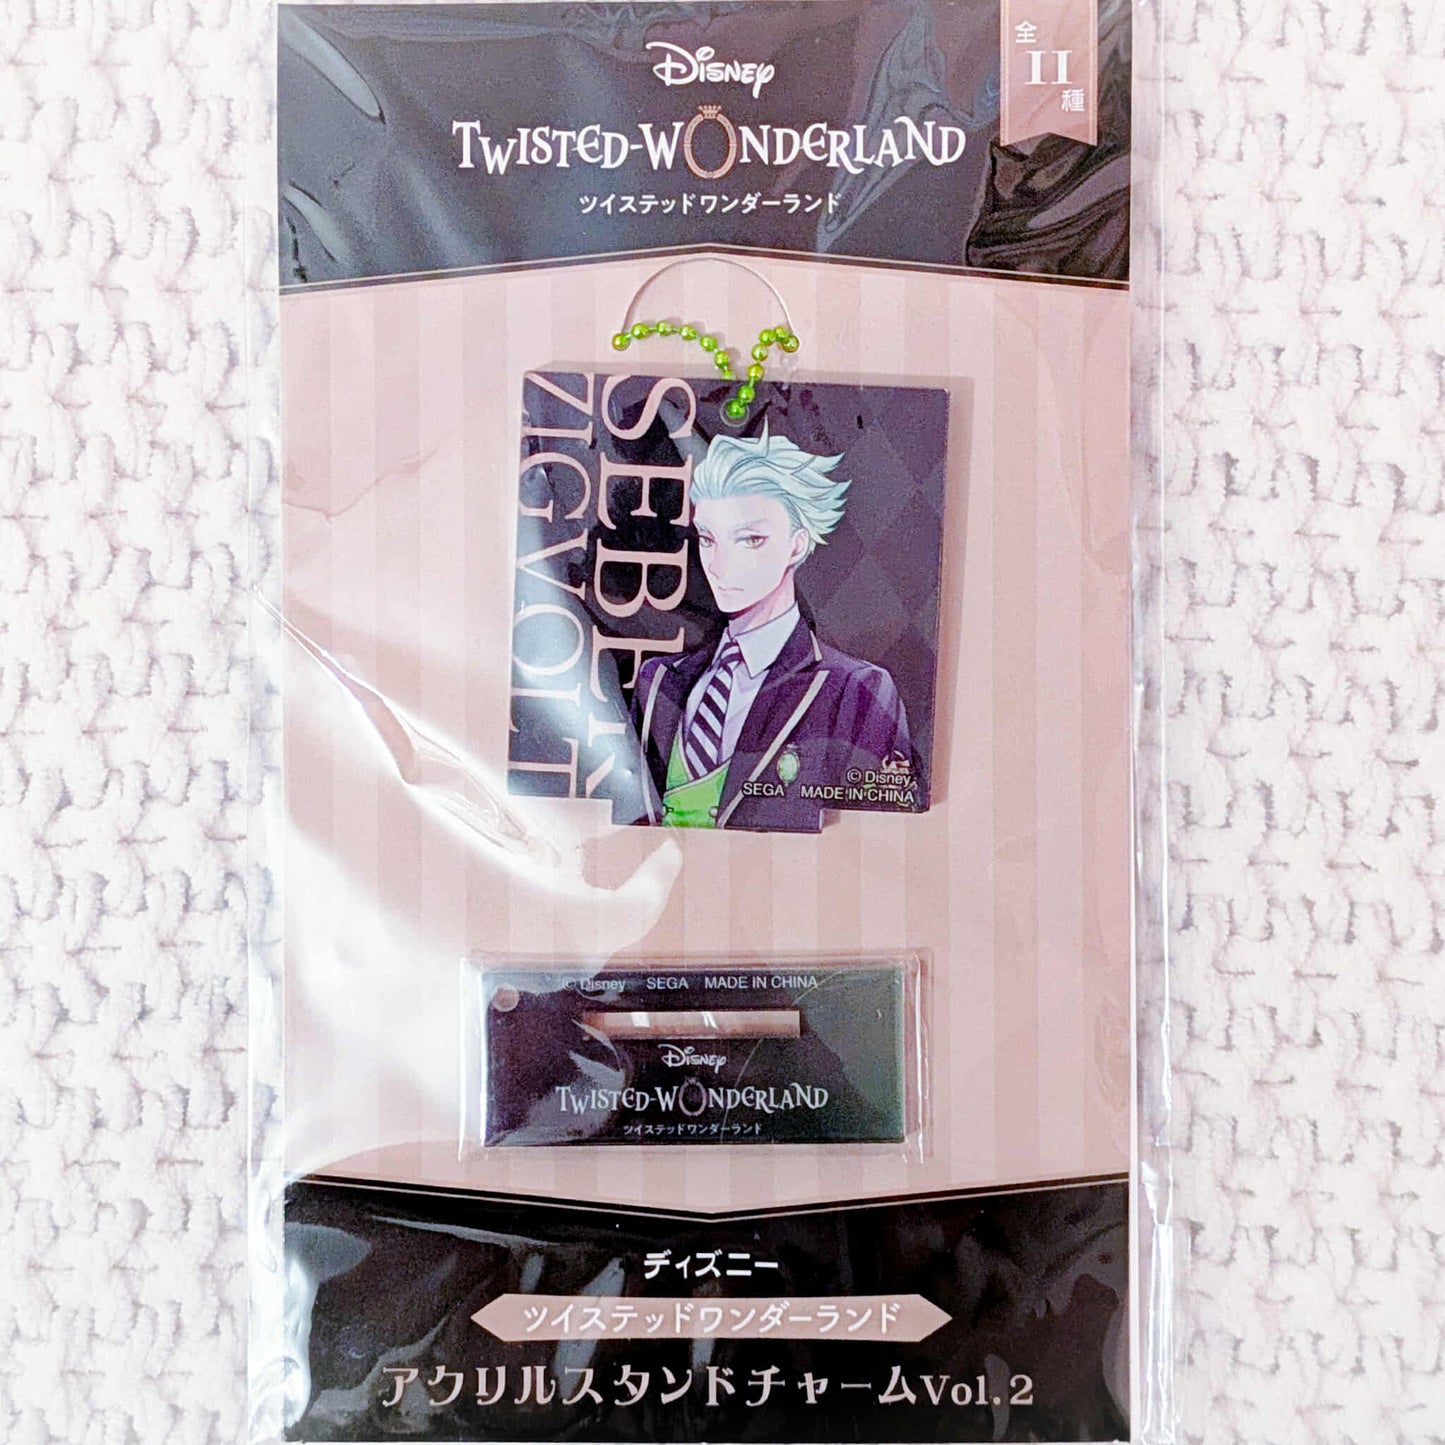 Disney
全
11
種
TWISTED-WONDERLAND
ツイステッドワンダーランド
SEBEK
ZIGVOLT
© Disney
SEGA MADE IN CHINA
© Disney SEGA MADE IN CHINA
Disney
TWISTED-WONDERLAND
ツイステッドワンダーランド
ディズニー
ツイステッドワンダーランド
アクリルスタンドチャームVol.2